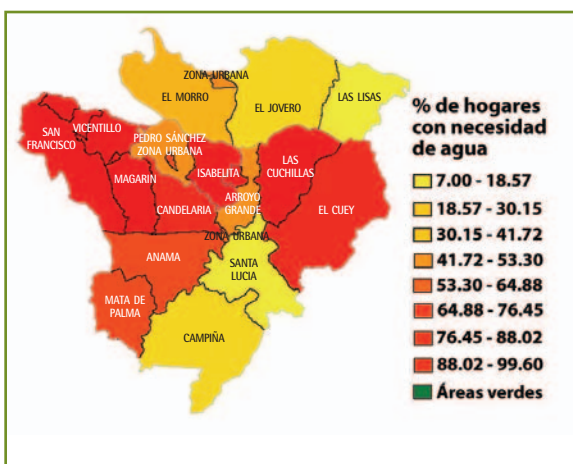 ZONA URBANA
EL MORRO
EL JOVERO
LAS LISAS
SAN
FRANCISCO
VICENTILLO
PEDRO SÁNCHEZ
ZONA URBANA
MAGARIN
ISABELITA
LAS
CUCHILLAS
CANDELARIA
ARROYO
GRANDE
EL CUEY
ZONA URBANA
ANAMA
SANTA
LUCIA
MATA DE
PALMA
CAMPIÑA
% de hogares
con necesidad
de agua
7.00 - 18.57
18.57 - 30.15
30.15 - 41.72
41.72 - 53.30
53.30 - 64.88
64.88 - 76.45
76.45 - 88.02
88.02 - 99.60
Áreas verdes